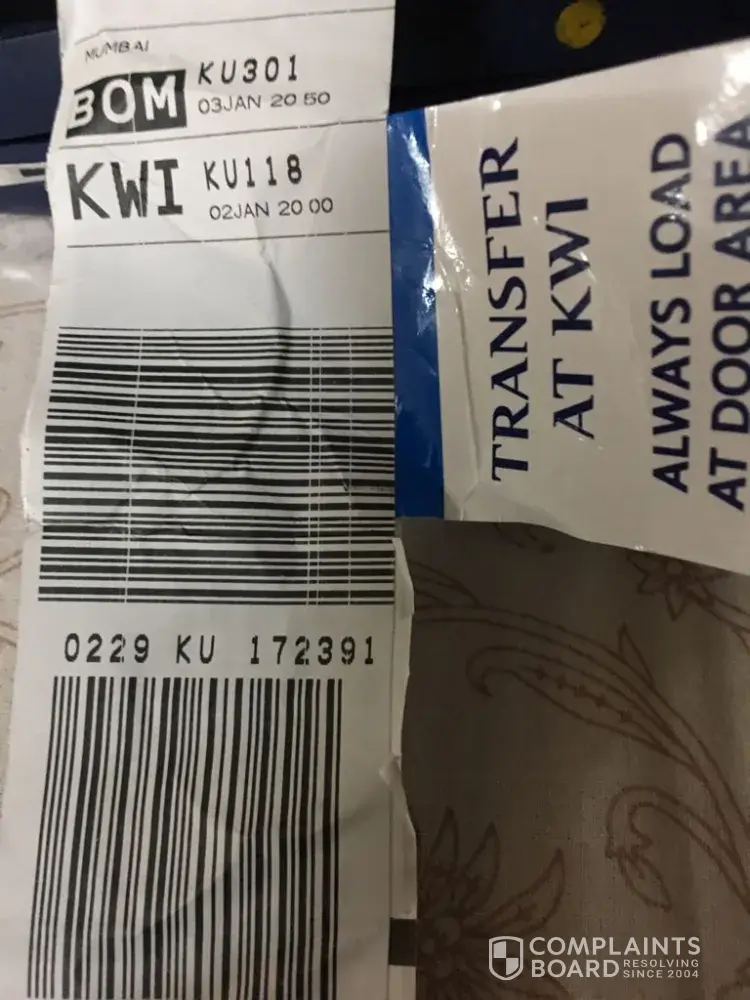 MUMBAI
BOM KU301
03JAN 20 50
KWI KU118
02JAN 20 00
0229 KU 172391
TRANSFER
AT KWI
ALWAYS LOAD
AT DOOR AREA
COMPLAINTS
BOARD RESOLVING
SINCE 2004